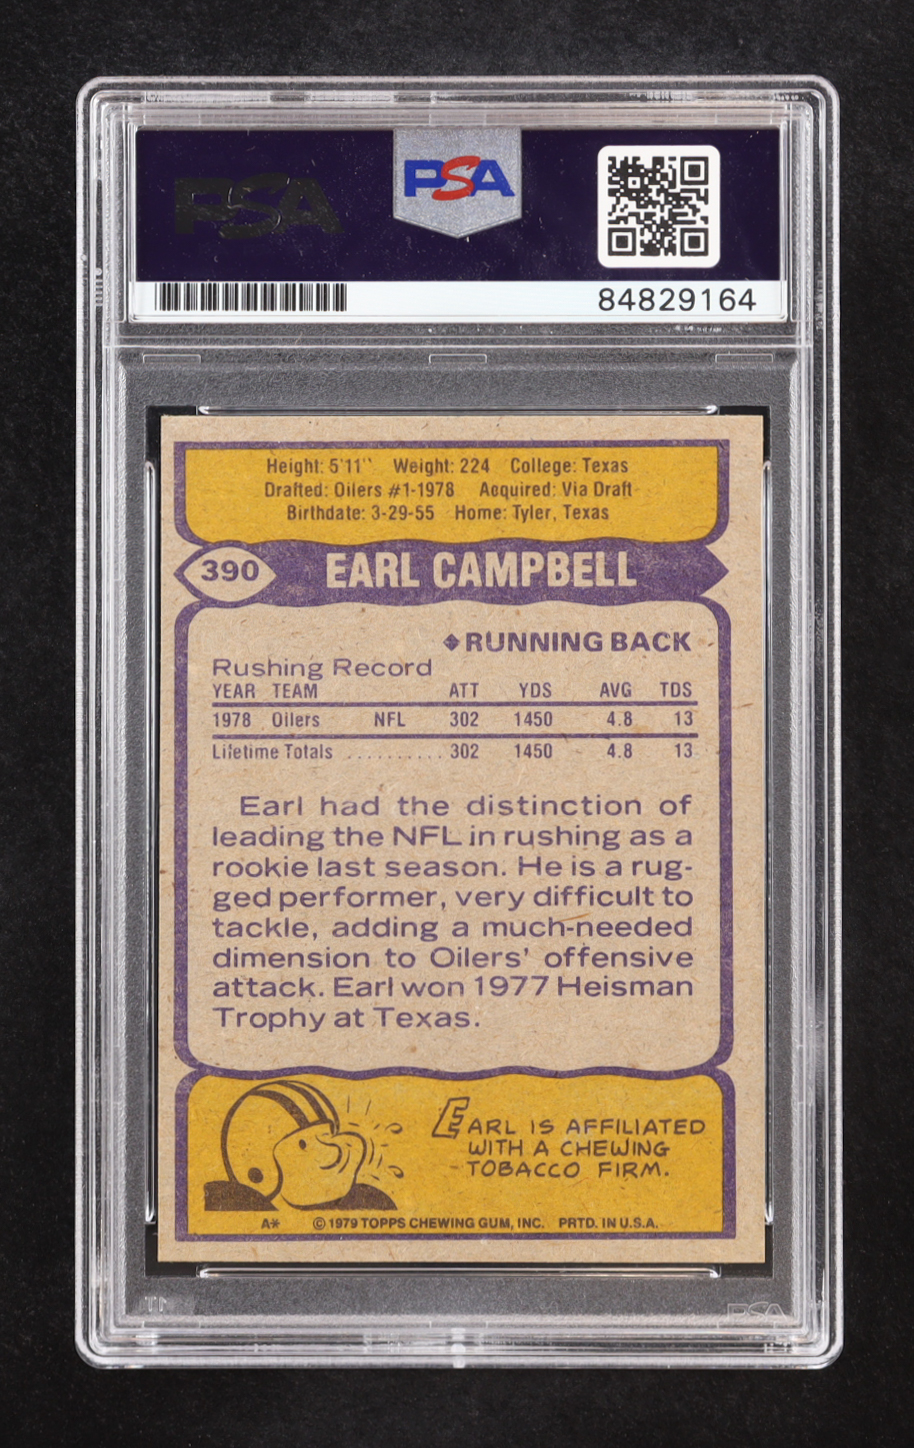 PSA
PSA
84829164
Height: 5'11" Weight: 224 College: Texas
Drafted: Oilers #1-1978 Acquired: Via Draft
Birthdate: 3-29-55 Home: Tyler, Texas
390 EARL CAMPBELL
◆RUNNING BACK
Rushing Record
YEAR TEAM ATT YDS AVG TDS
1978 Oilers NFL 302 1450 4.8 13
Lifetime Totals .......... 302 1450 4.8 13
Earl had the distinction of
leading the NFL in rushing as a
rookie last season. He is a rug-
ged performer, very difficult to
tackle, adding a much-needed
dimension to Oilers' offensive
attack. Earl won 1977 Heisman
Trophy at Texas.
EARL IS AFFILIATED
WITH A CHEWING
TOBACCO FIRM.
A* © 1979 TOPPS CHEWING GUM, INC. PRTD. IN U.S.A.
PSA